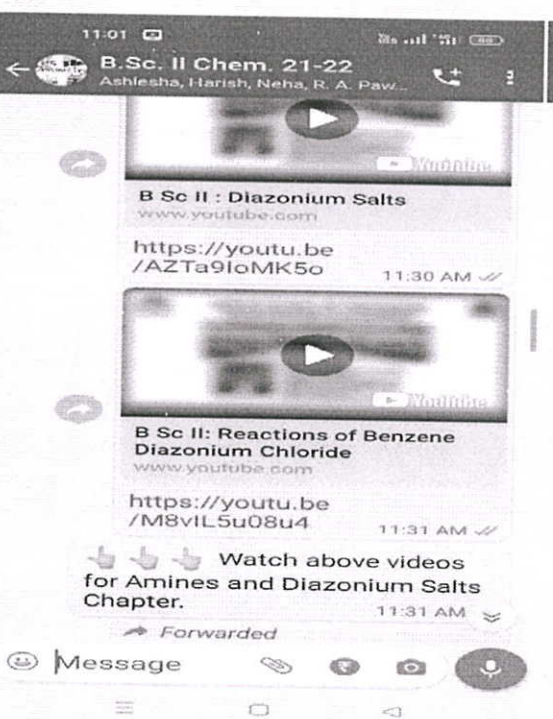 11:01
B.Sc. II Chem. 21-22
Ashlesha, Harish, Neha, R. A. Paw...
YouTube
B Sc II : Diazonium Salts
www.youtube.com
https://youtu.be
/AZTa9IoMK5o
11:30 AM
YouTube
B Sc II: Reactions of Benzene
Diazonium Chloride
www.youtube.com
https://youtu.be
/M8vIL5u08u4
11:31 AM
👆 👆 👆 Watch above videos
for Amines and Diazonium Salts
Chapter.
11:31 AM
Forwarded
Message